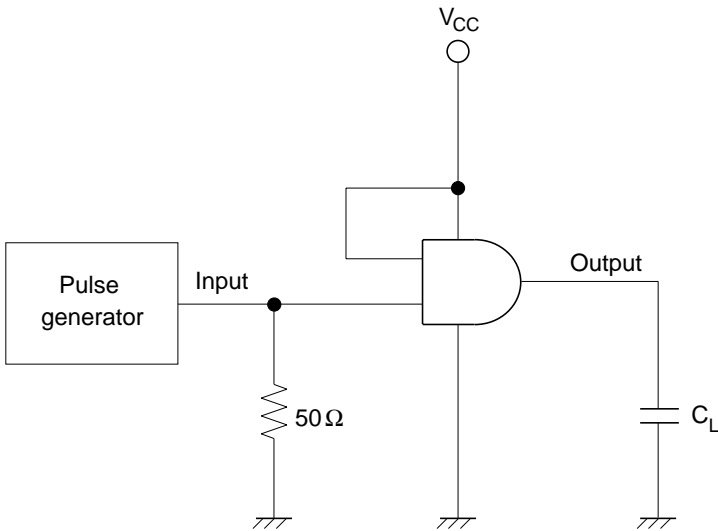 VCC
Pulse
generator
Input
Output
50Ω
CL